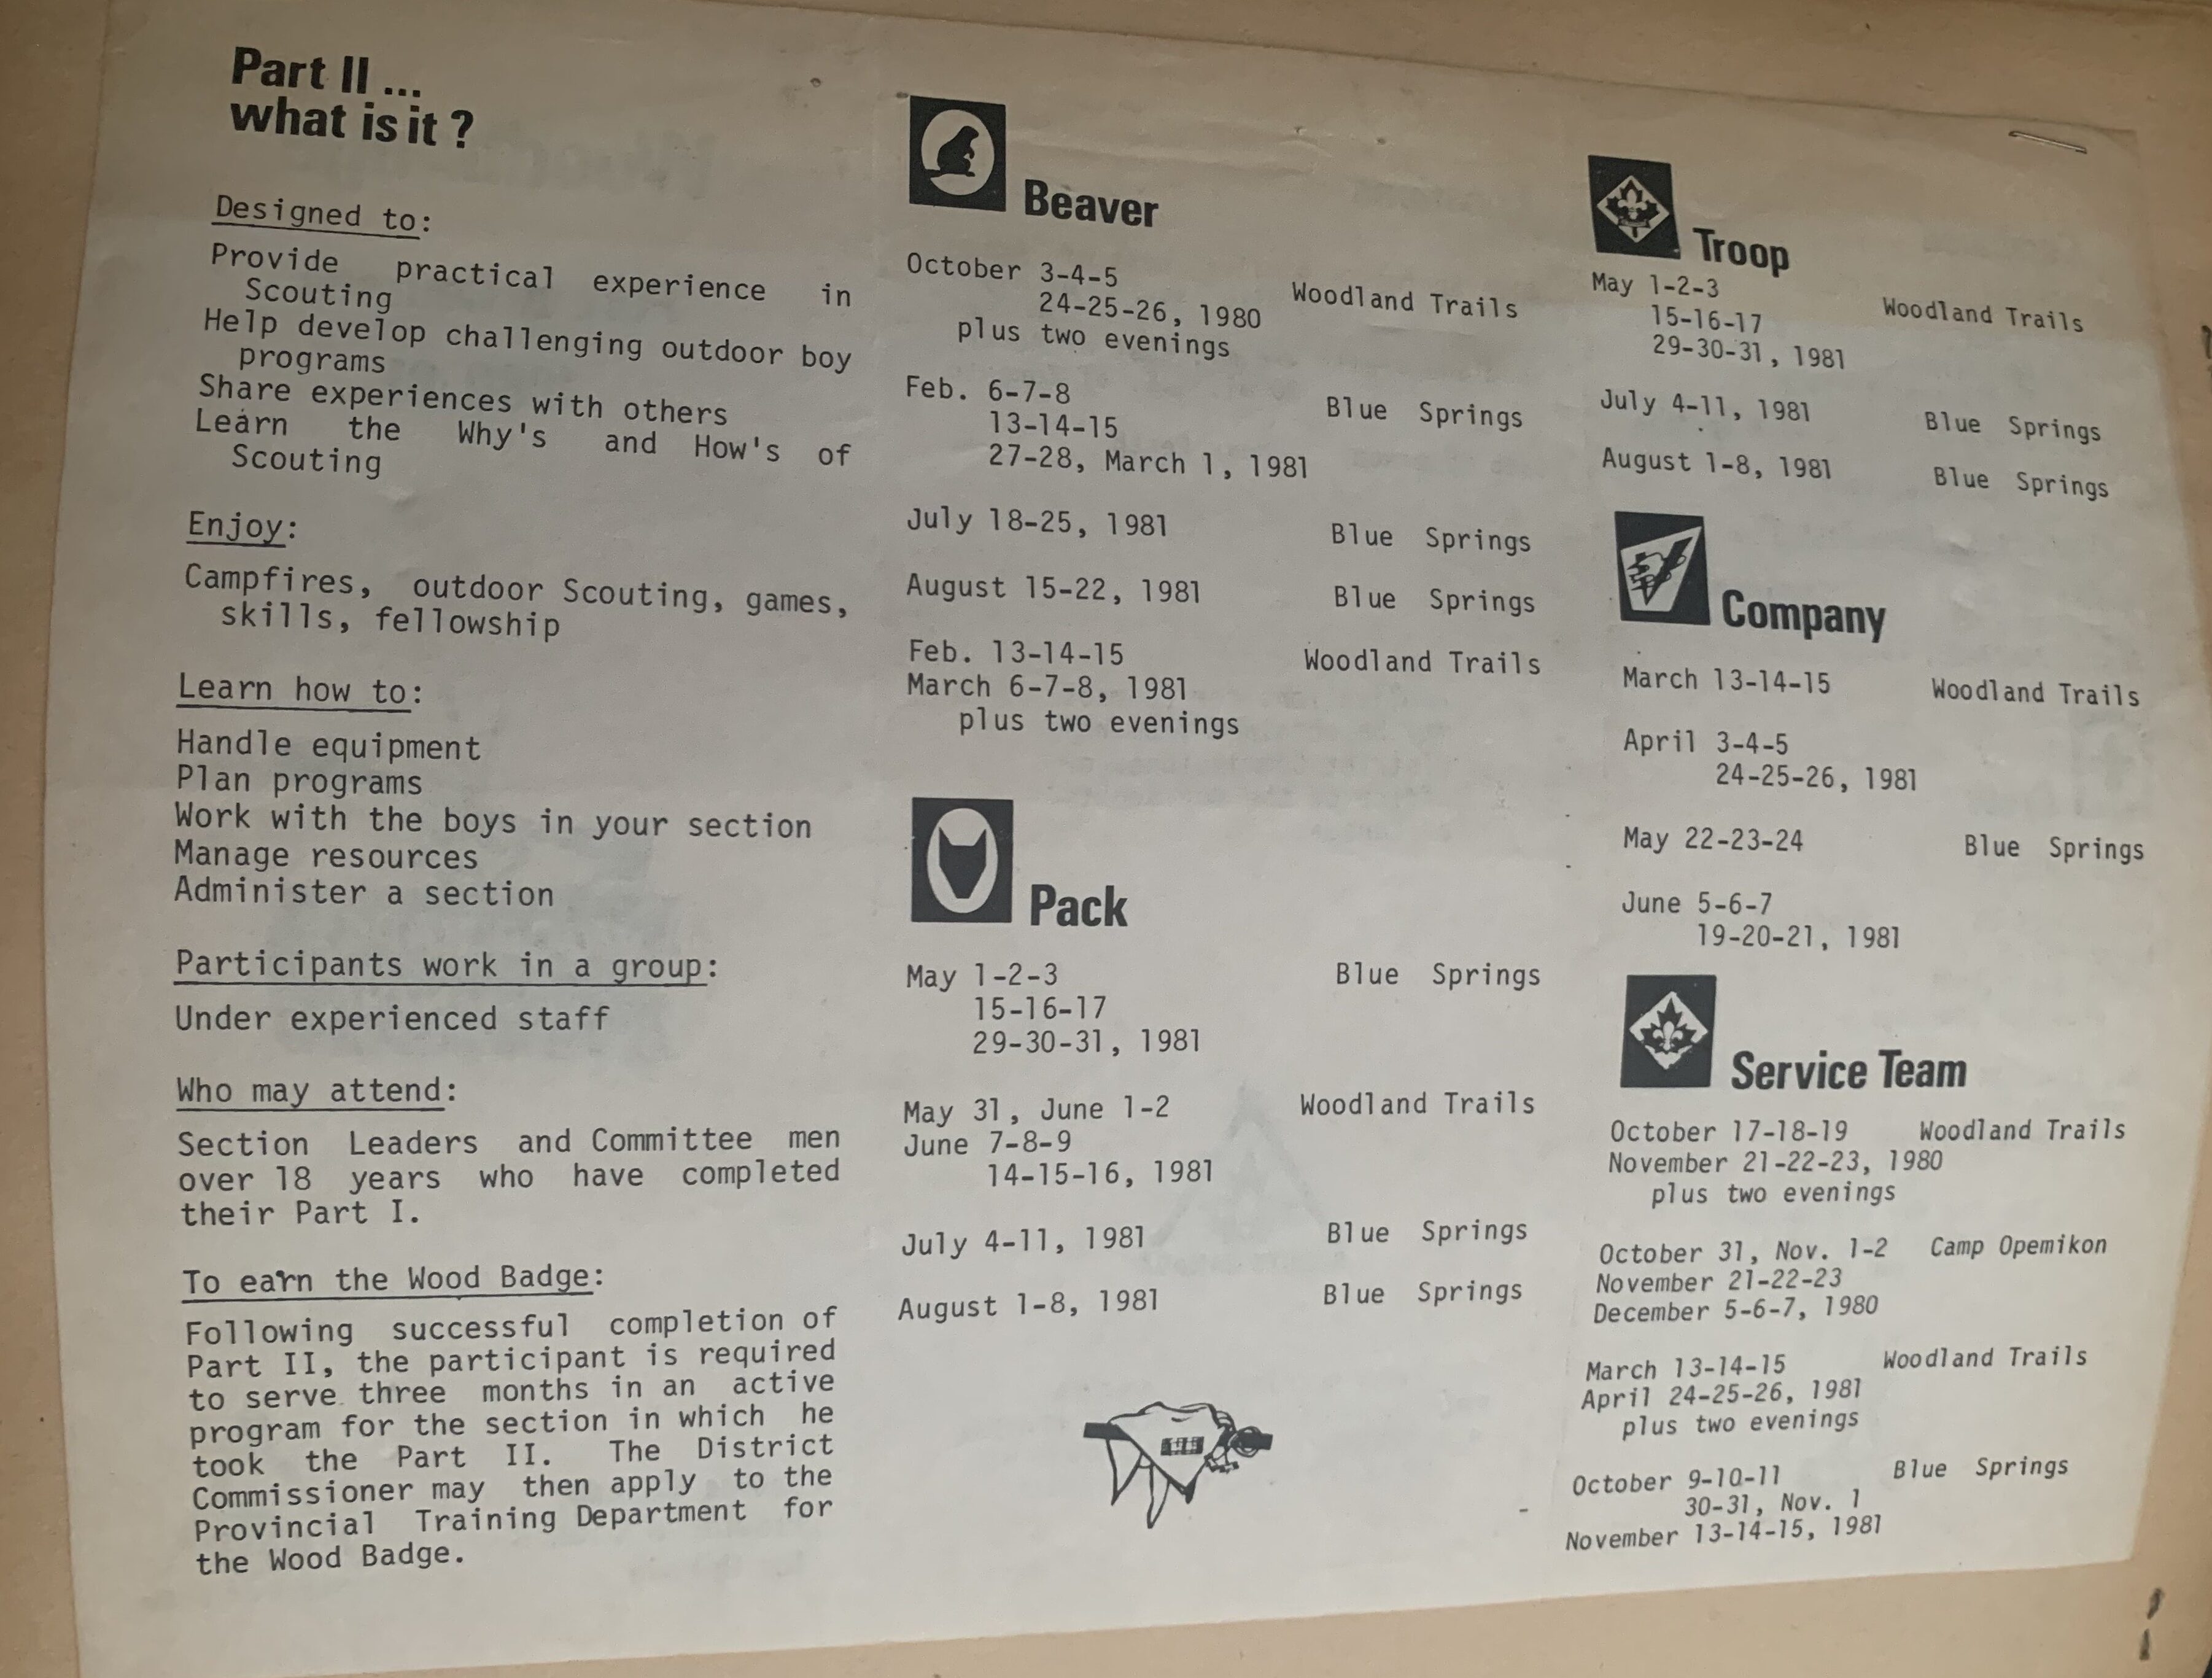 Part II ...
what is it ?
Designed to:
Provide practical experience in
Scouting
Help develop challenging outdoor boy
programs
Share experiences with others
Learn the Why's and How's of
Scouting
Enjoy:
Campfires, outdoor Scouting, games,
skills, fellowship
Learn how to:
Handle equipment
Plan programs
Work with the boys in your section
Manage resources
Administer a section
Participants work in a group:
Under experienced staff
Who may attend:
Section Leaders and Committee men
over 18 years who have completed
their Part I.
To earn the Wood Badge:
Following successful completion of
Part II, the participant is required
to serve three months in an active
program for the section in which he
took the Part II. The District
Commissioner may then apply to the
Provincial Training Department for
the Wood Badge.
Beaver
October 3-4-5 Woodland Trails
24-25-26, 1980
plus two evenings
Feb. 6-7-8 Blue Springs
13-14-15
27-28, March 1, 1981
July 18-25, 1981 Blue Springs
August 15-22, 1981 Blue Springs
Feb. 13-14-15 Woodland Trails
March 6-7-8, 1981
plus two evenings
Pack
May 1-2-3 Blue Springs
15-16-17
29-30-31, 1981
May 31, June 1-2 Woodland Trails
June 7-8-9
14-15-16, 1981
July 4-11, 1981 Blue Springs
August 1-8, 1981 Blue Springs
Troop
May 1-2-3 Woodland Trails
15-16-17
29-30-31, 1981
July 4-11, 1981 Blue Springs
August 1-8, 1981 Blue Springs
Company
March 13-14-15 Woodland Trails
April 3-4-5
24-25-26, 1981
May 22-23-24 Blue Springs
June 5-6-7
19-20-21, 1981
Service Team
October 17-18-19 Woodland Trails
November 21-22-23, 1980
plus two evenings
October 31, Nov. 1-2 Camp Opemikon
November 21-22-23
December 5-6-7, 1980
March 13-14-15 Woodland Trails
April 24-25-26, 1981
plus two evenings
October 9-10-11 Blue Springs
30-31, Nov. 1
November 13-14-15, 1981